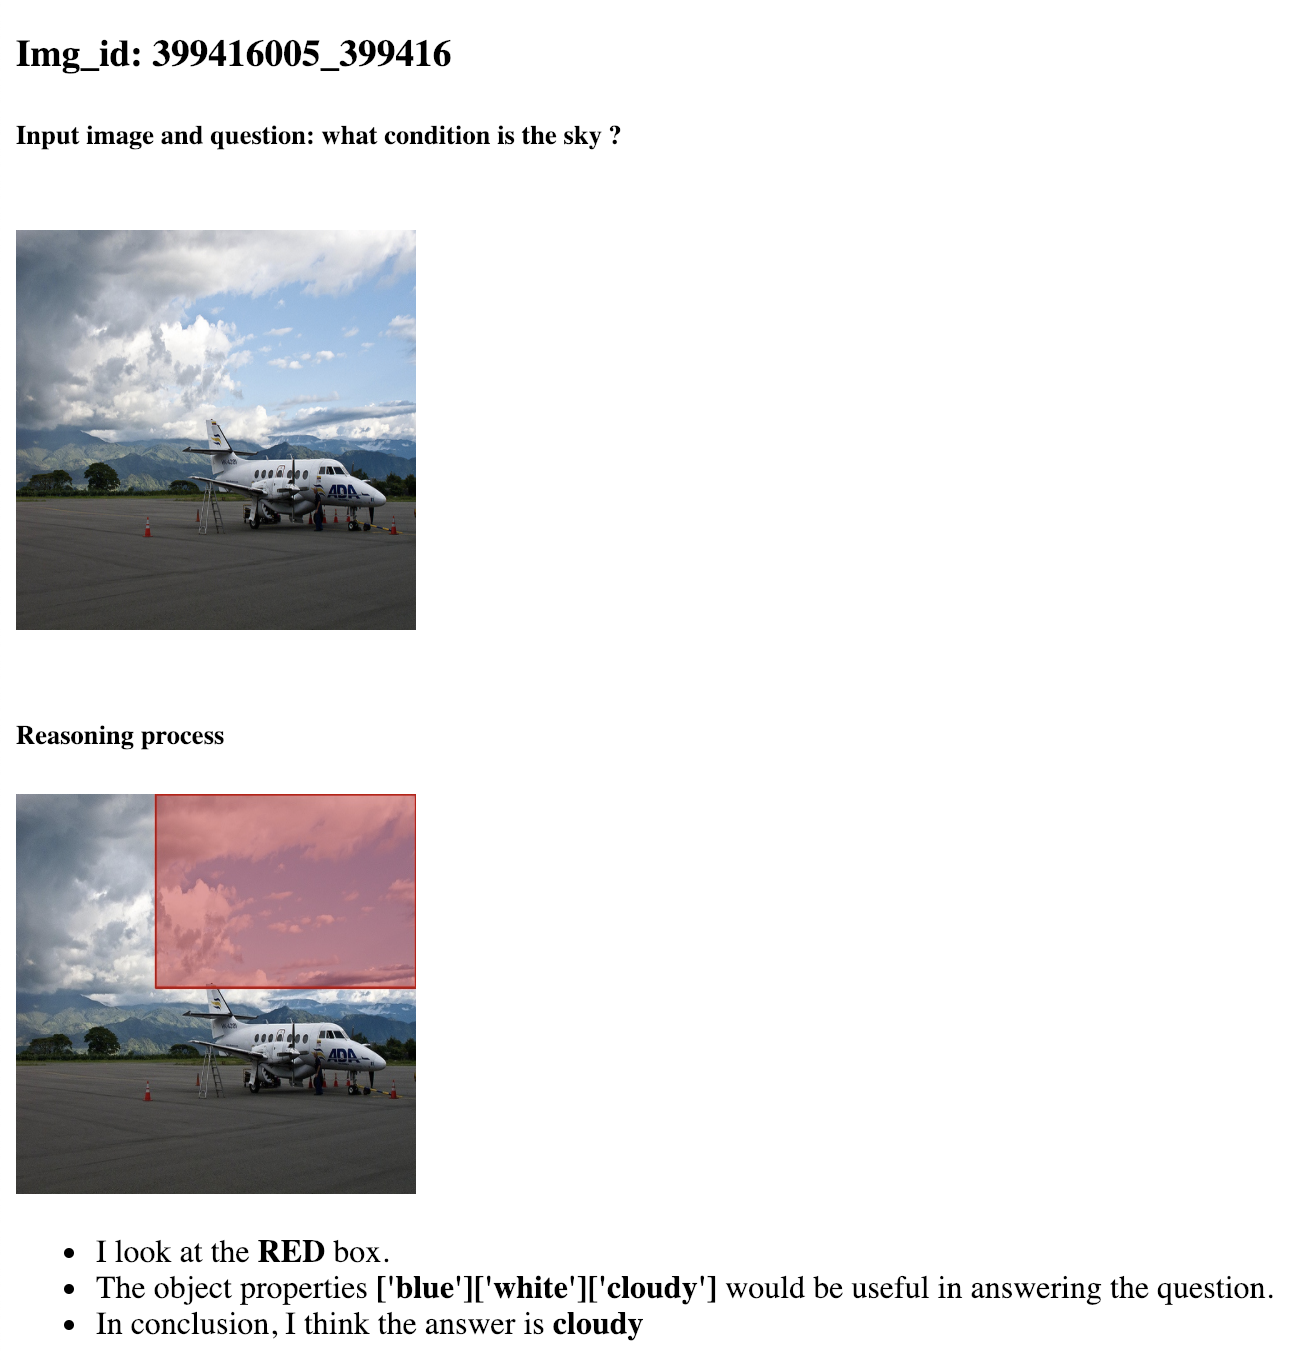 Img_id: 399416005_399416
Input image and question: what condition is the sky ?
ADA
Reasoning process
ADA
I look at the RED box.
The object properties ['blue']['white']['cloudy'] would be useful in answering the question.
In conclusion, I think the answer is cloudy